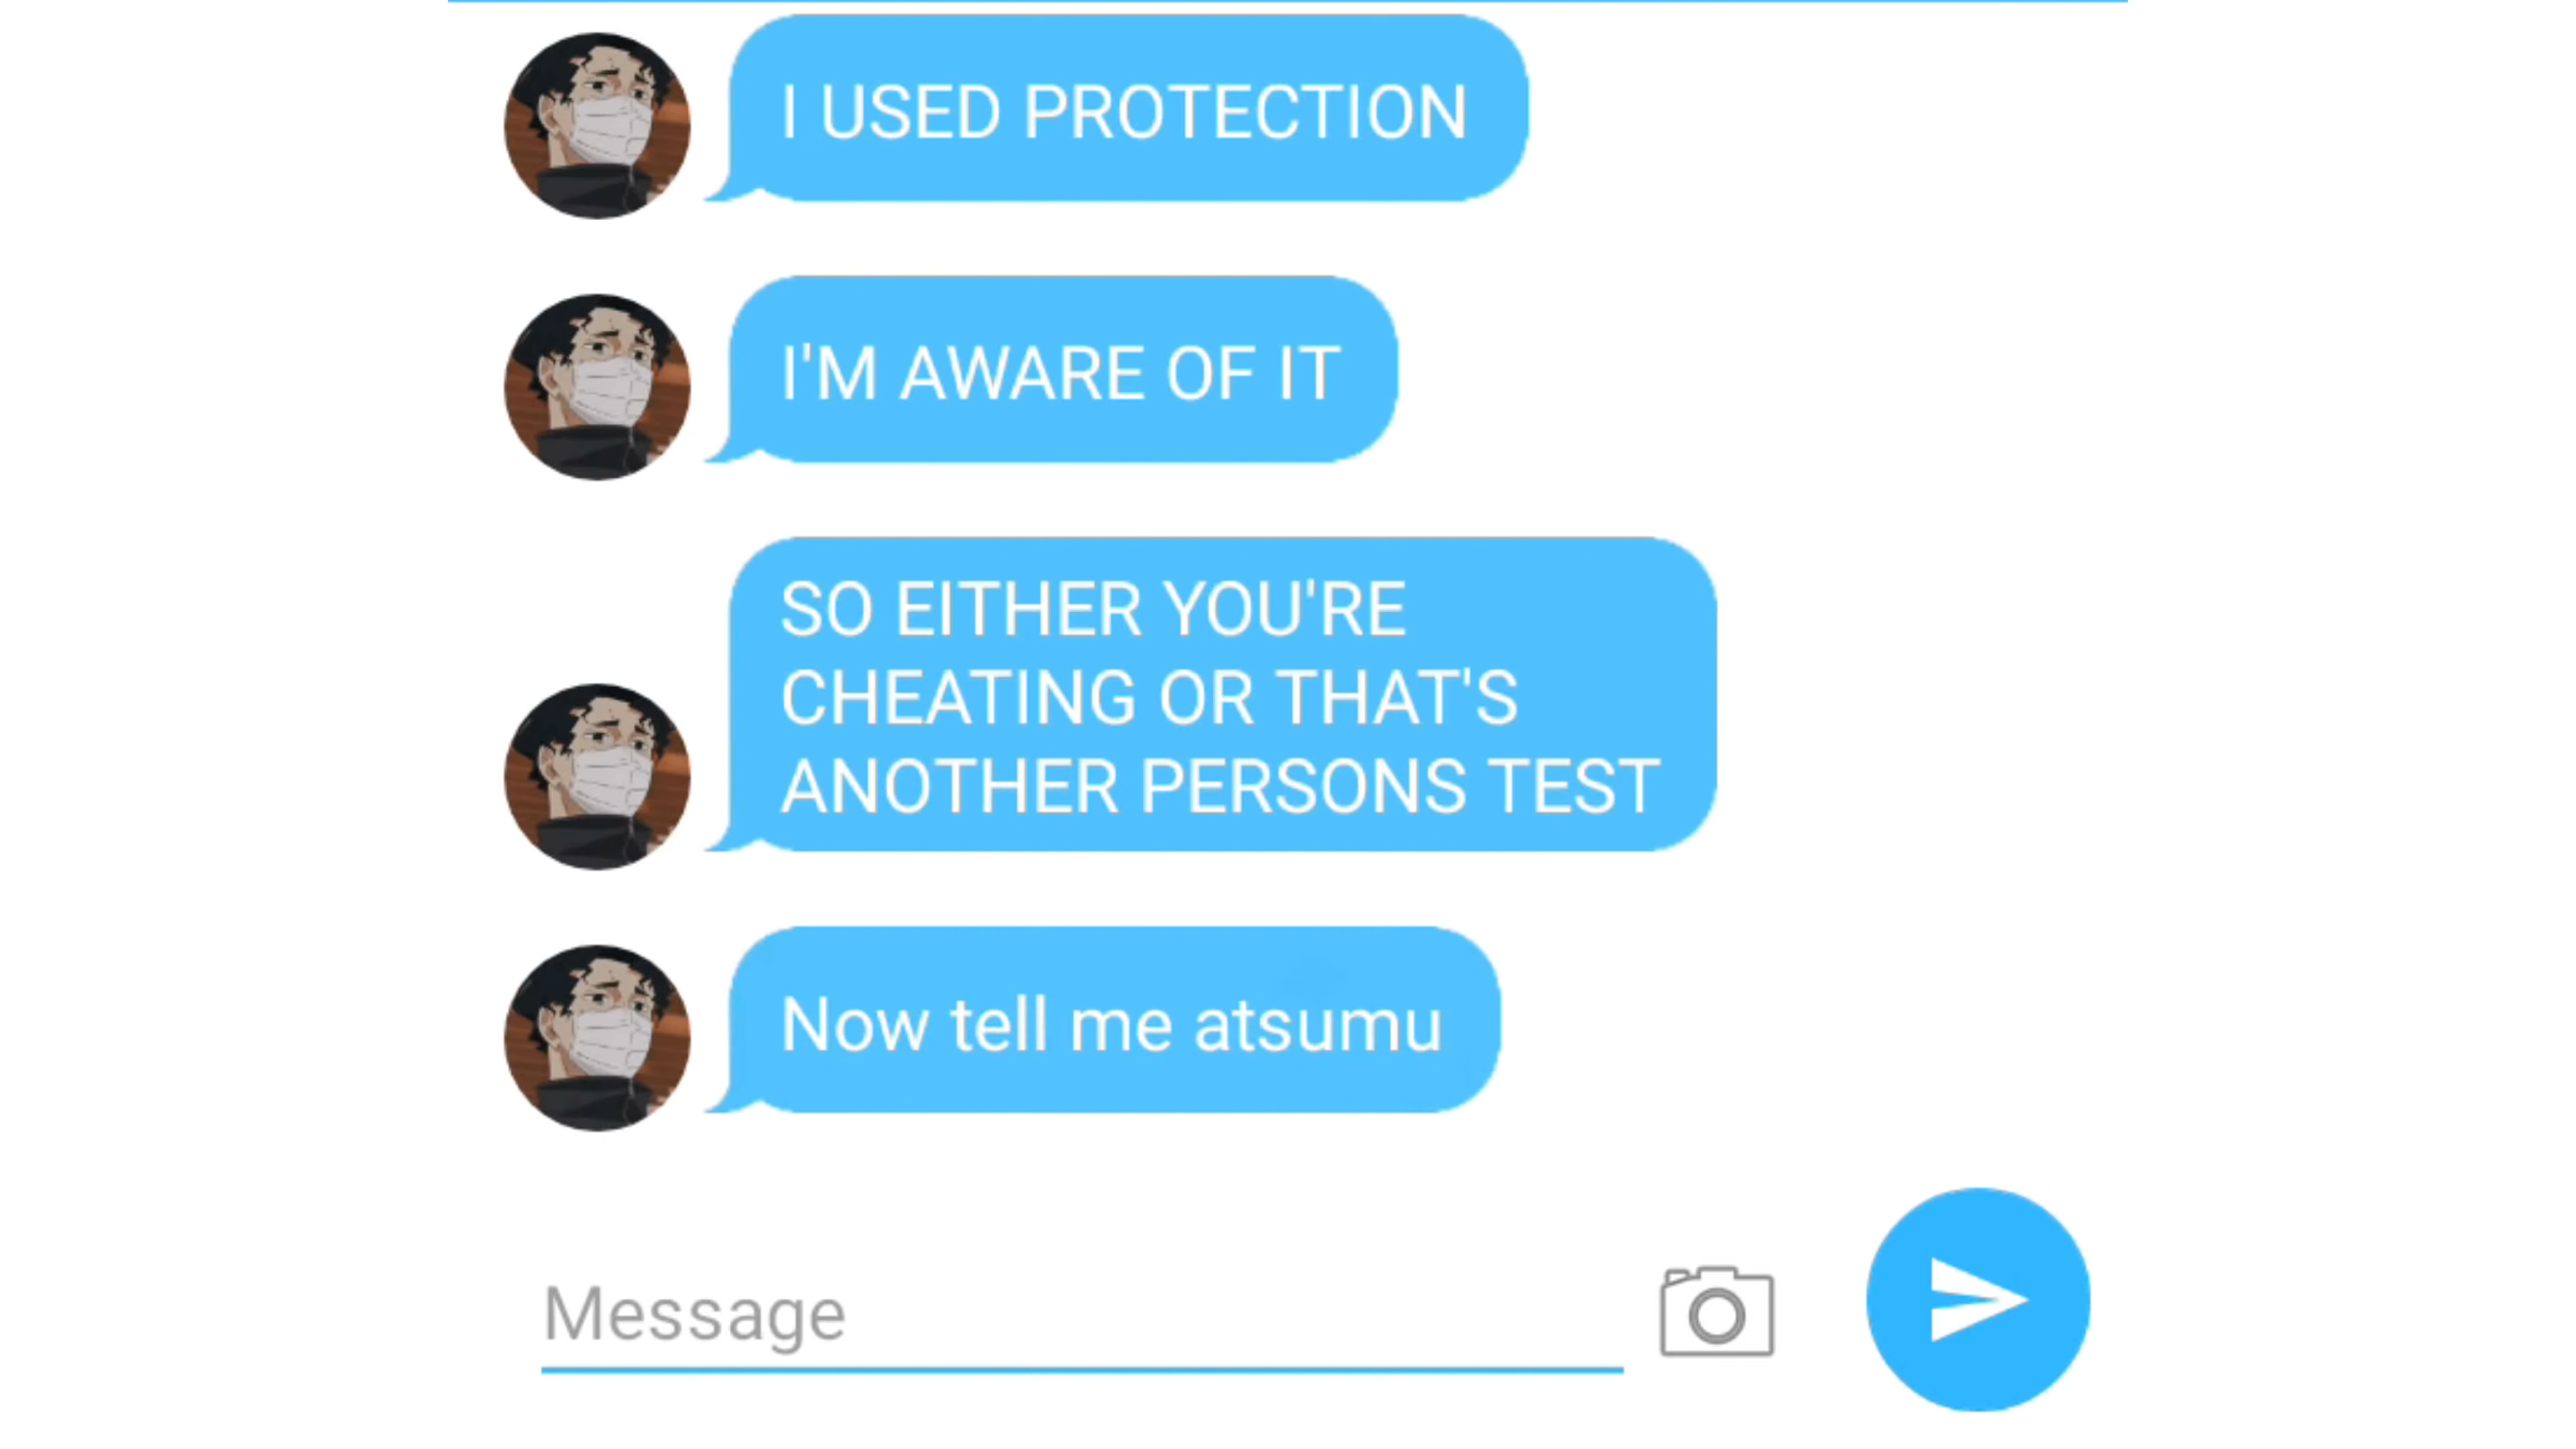 I USED PROTECTION
I'M AWARE OF IT
SO EITHER YOU'RE
CHEATING OR THAT'S
ANOTHER PERSONS TEST
Now tell me atsumu
Message